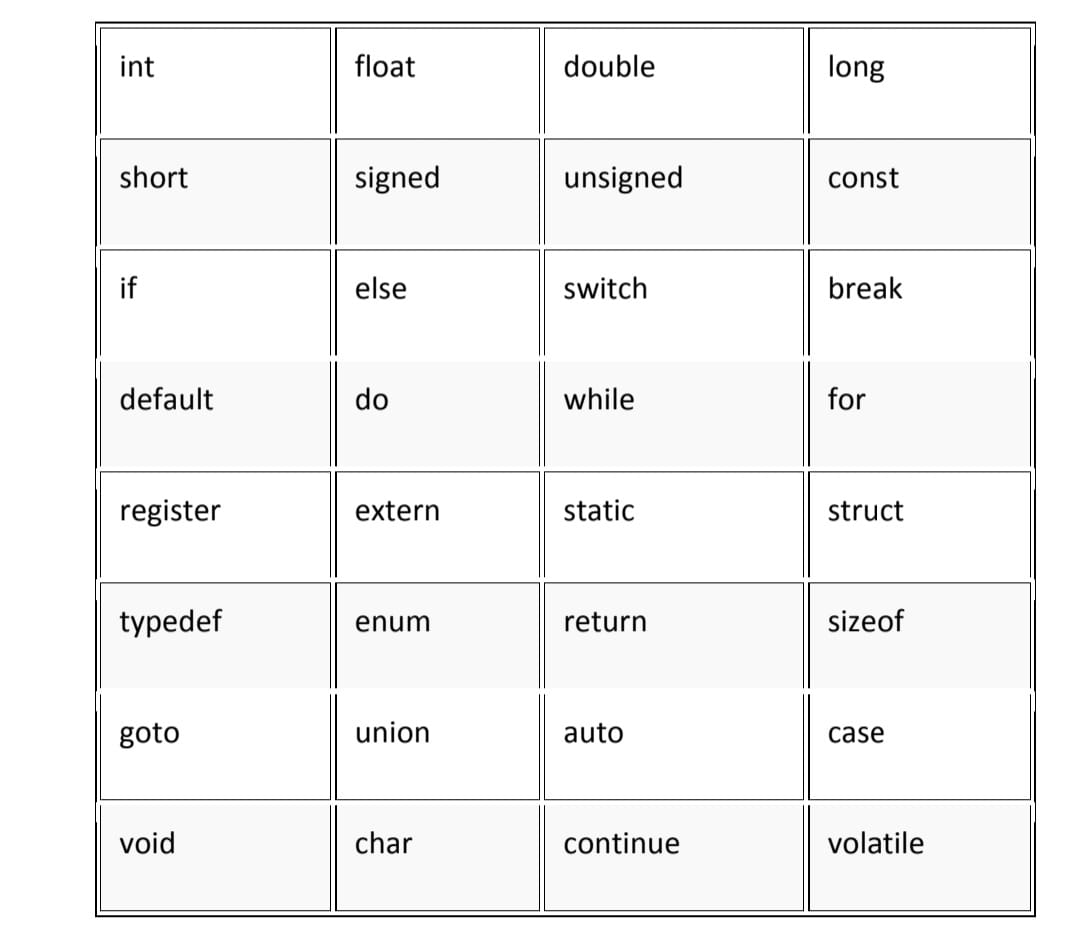 int float double long
short signed unsigned const
if else switch break
default do while for
register extern static struct
typedef enum return sizeof
goto union auto case
void char continue volatile